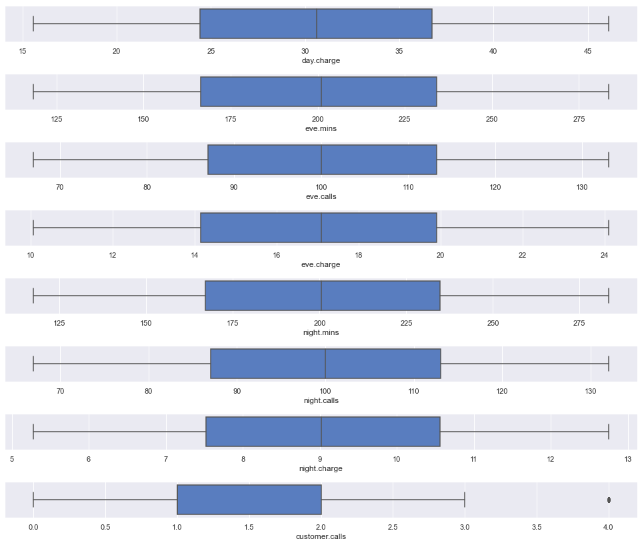 15 20 25 30 35 40 45
day.charge
125 150 175 200 225 250 275
eve.mins
70 80 90 100 110 120 130
eve.calls
10 12 14 16 18 20 22 24
eve.charge
125 150 175 200 225 250 275
night.mins
70 80 90 100 110 120 130
night.calls
5 6 7 8 9 10 11 12 13
night.charge
0.0 0.5 1.0 1.5 2.0 2.5 3.0 3.5 4.0
customer.calls